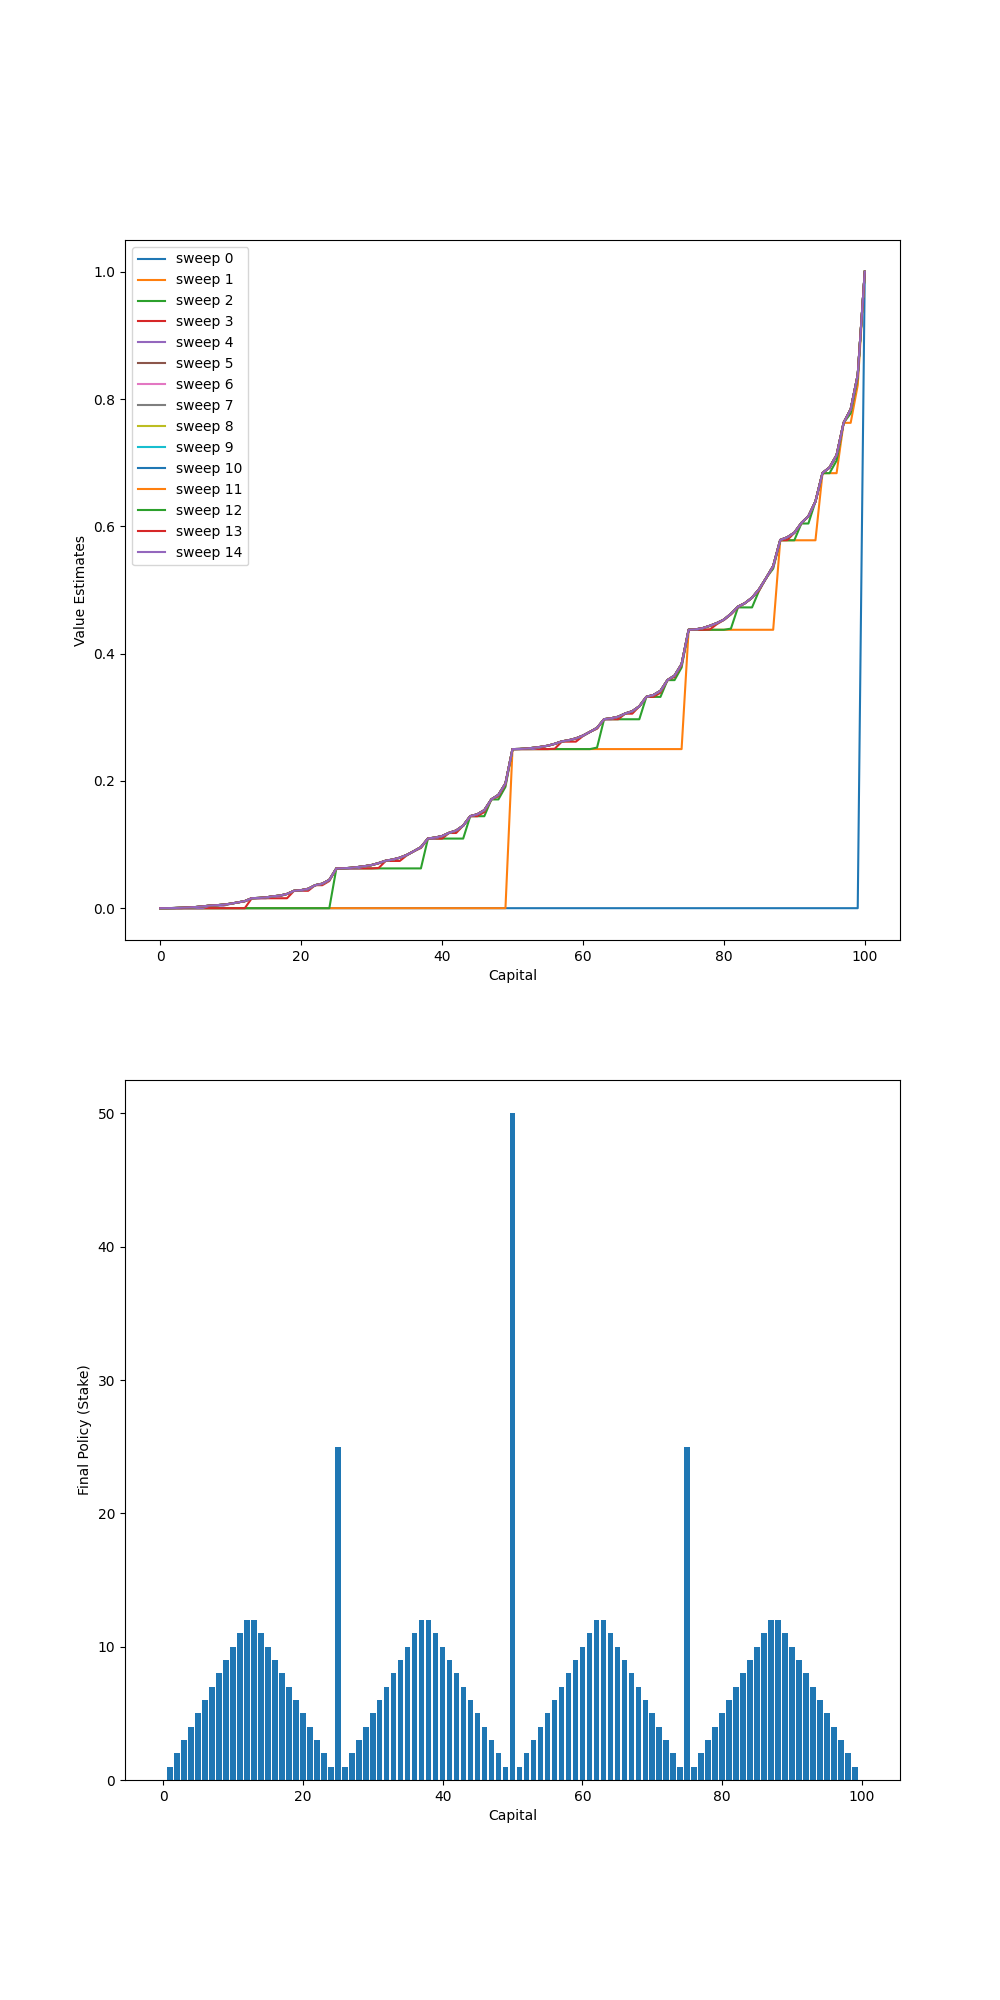 sweep 0
sweep 1
sweep 2
sweep 3
sweep 4
sweep 5
sweep 6
sweep 7
sweep 8
sweep 9
sweep 10
sweep 11
sweep 12
sweep 13
sweep 14
1.0
0.8
0.6
0.4
0.2
0.0
Value Estimates
0 20 40 60 80 100
Capital
50
40
30
20
10
0
Final Policy (Stake)
0 20 40 60 80 100
Capital